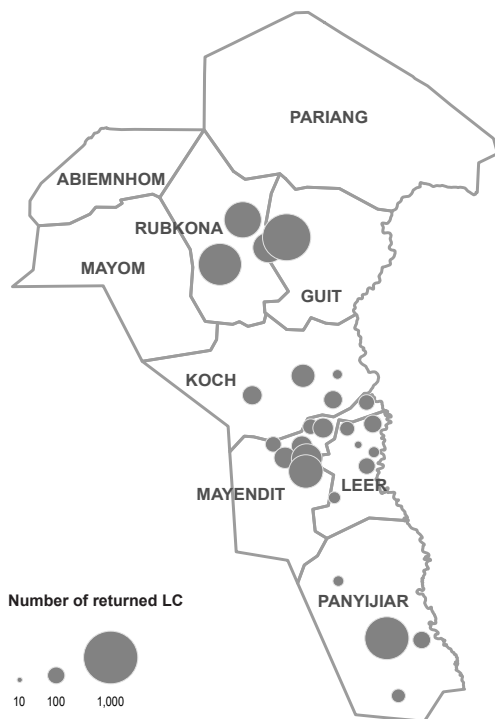 PARIANG
ABIEMNHOM
RUBKONA
MAYOM
GUIT
KOCH
MAYENDIT
LEER
PANYIJIAR
Number of returned LC
10 100 1,000